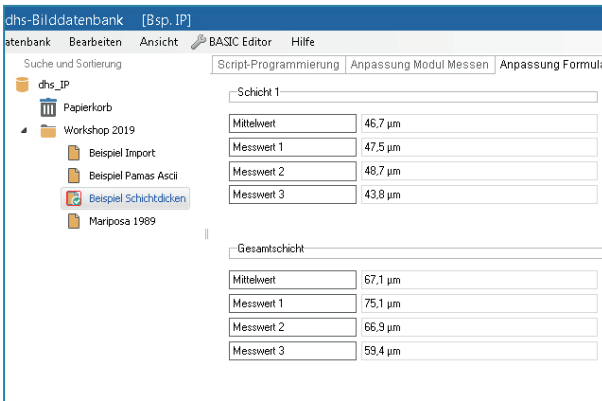 dhs-Bilddatenbank [Bsp. IP]
atenbank Bearbeiten Ansicht BASIC Editor Hilfe
Suche und Sortierung
Script-Programmierung Anpassung Modul Messen Anpassung Formula
dhs_IP
Papierkorb
Workshop 2019
Beispiel Import
Beispiel Pamas Ascii
Beispiel Schichtdicken
Mariposa 1989
Schicht 1
Mittelwert 46,7 µm
Messwert 1 47,5 µm
Messwert 2 48,7 µm
Messwert 3 43,8 µm
Gesamtschicht
Mittelwert 67,1 µm
Messwert 1 75,1 µm
Messwert 2 66,9 µm
Messwert 3 59,4 µm